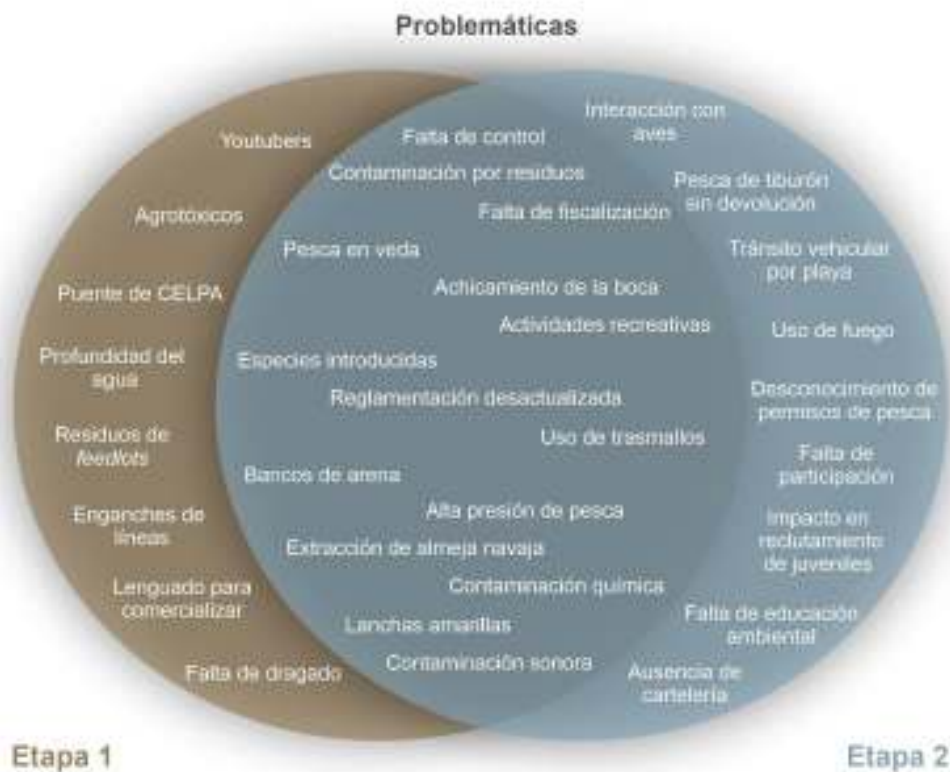 Problemáticas
Youtubers
Agrotóxicos
Puente de CELPA
Profundidad del
agua
Residuos de
feedlots
Enganches de
líneas
Lenguado para
comercializar
Falta de dragado
Falta de control
Contaminación por residuos
Falta de fiscalización
Pesca en veda
Achicamiento de la boca
Actividades recreativas
Especies introducidas
Reglamentación desactualizada
Uso de trasmallos
Bancos de arena
Alta presión de pesca
Extracción de almeja navaja
Contaminación química
Lanchas amarillas
Contaminación sonora
Interacción con
aves
Pesca de tiburón
sin devolución
Tránsito vehicular
por playa
Uso de fuego
Desconocimiento de
permisos de pesca
Falta de
participación
Impacto en
reclutamiento
de juveniles
Falta de educación
ambiental
Ausencia de
cartelería
Etapa 1
Etapa 2